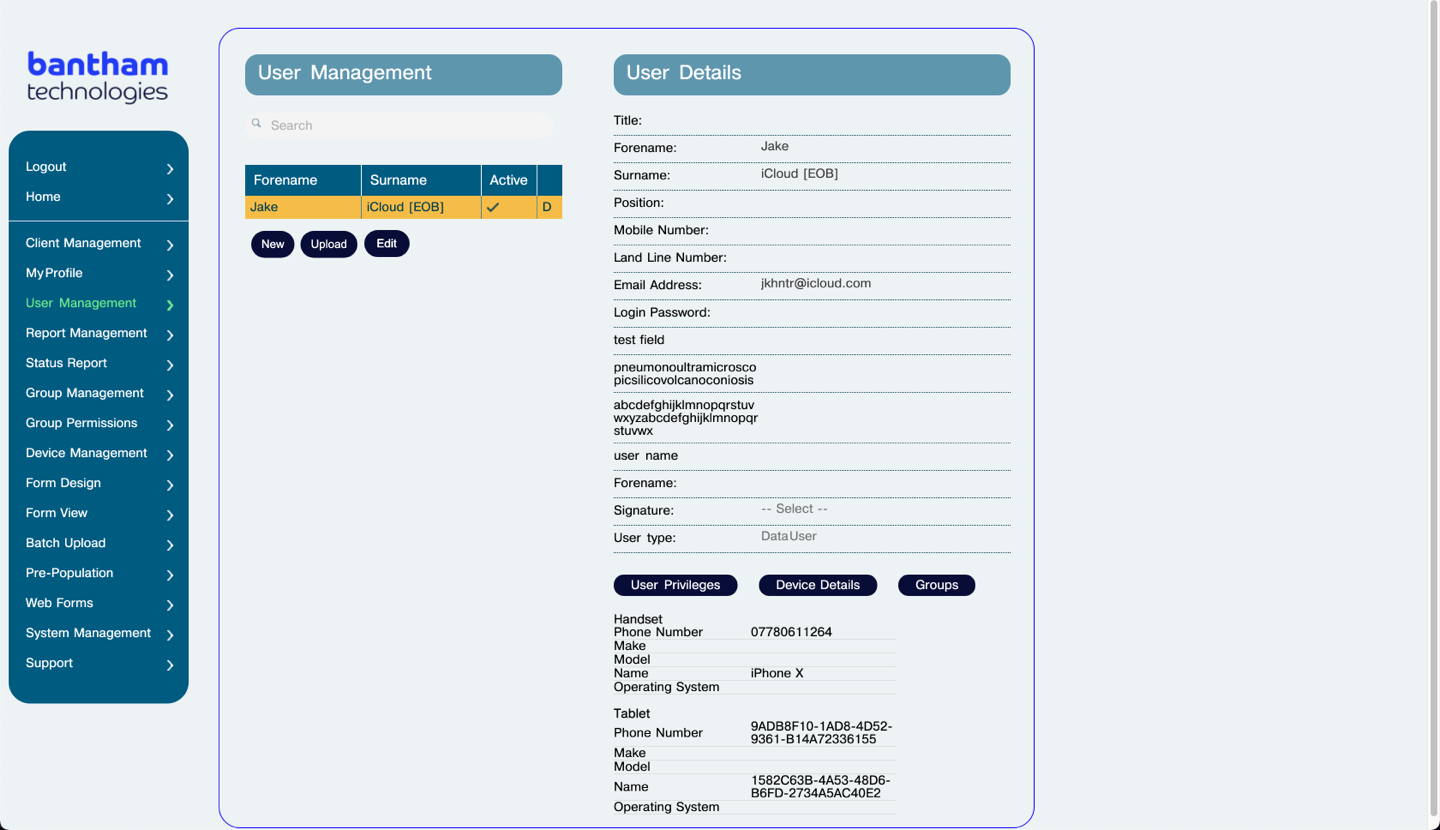 bantham
technologies
Logout
Home
Client Management
My Profile
User Management
Report Management
Status Report
Group Management
Group Permissions
Device Management
Form Design
Form View
Batch Upload
Pre-Population
Web Forms
System Management
Support
User Management
Search
Forename Surname Active
Jake iCloud [EOB] D
New Upload Edit
User Details
Title:
Forename: Jake
Surname: iCloud [EOB]
Position:
Mobile Number:
Land Line Number:
Email Address: jkhntr@icloud.com
Login Password:
test field
pneumonoultramicrosco
picsilicovolcanoconiosis
abcdefghijklmnopqrstuv
wxyzabcdefghijklmnopqr
stuvwx
user name
Forename:
Signature: -- Select --
User type: DataUser
User Privileges Device Details Groups
Handset
Phone Number 07780611264
Make
Model
Name iPhone X
Operating System
Tablet
Phone Number 9ADB8F10-1AD8-4D52-
9361-B14A72336155
Make
Model
Name 1582C63B-4A53-48D6-
B6FD-2734A5AC40E2
Operating System